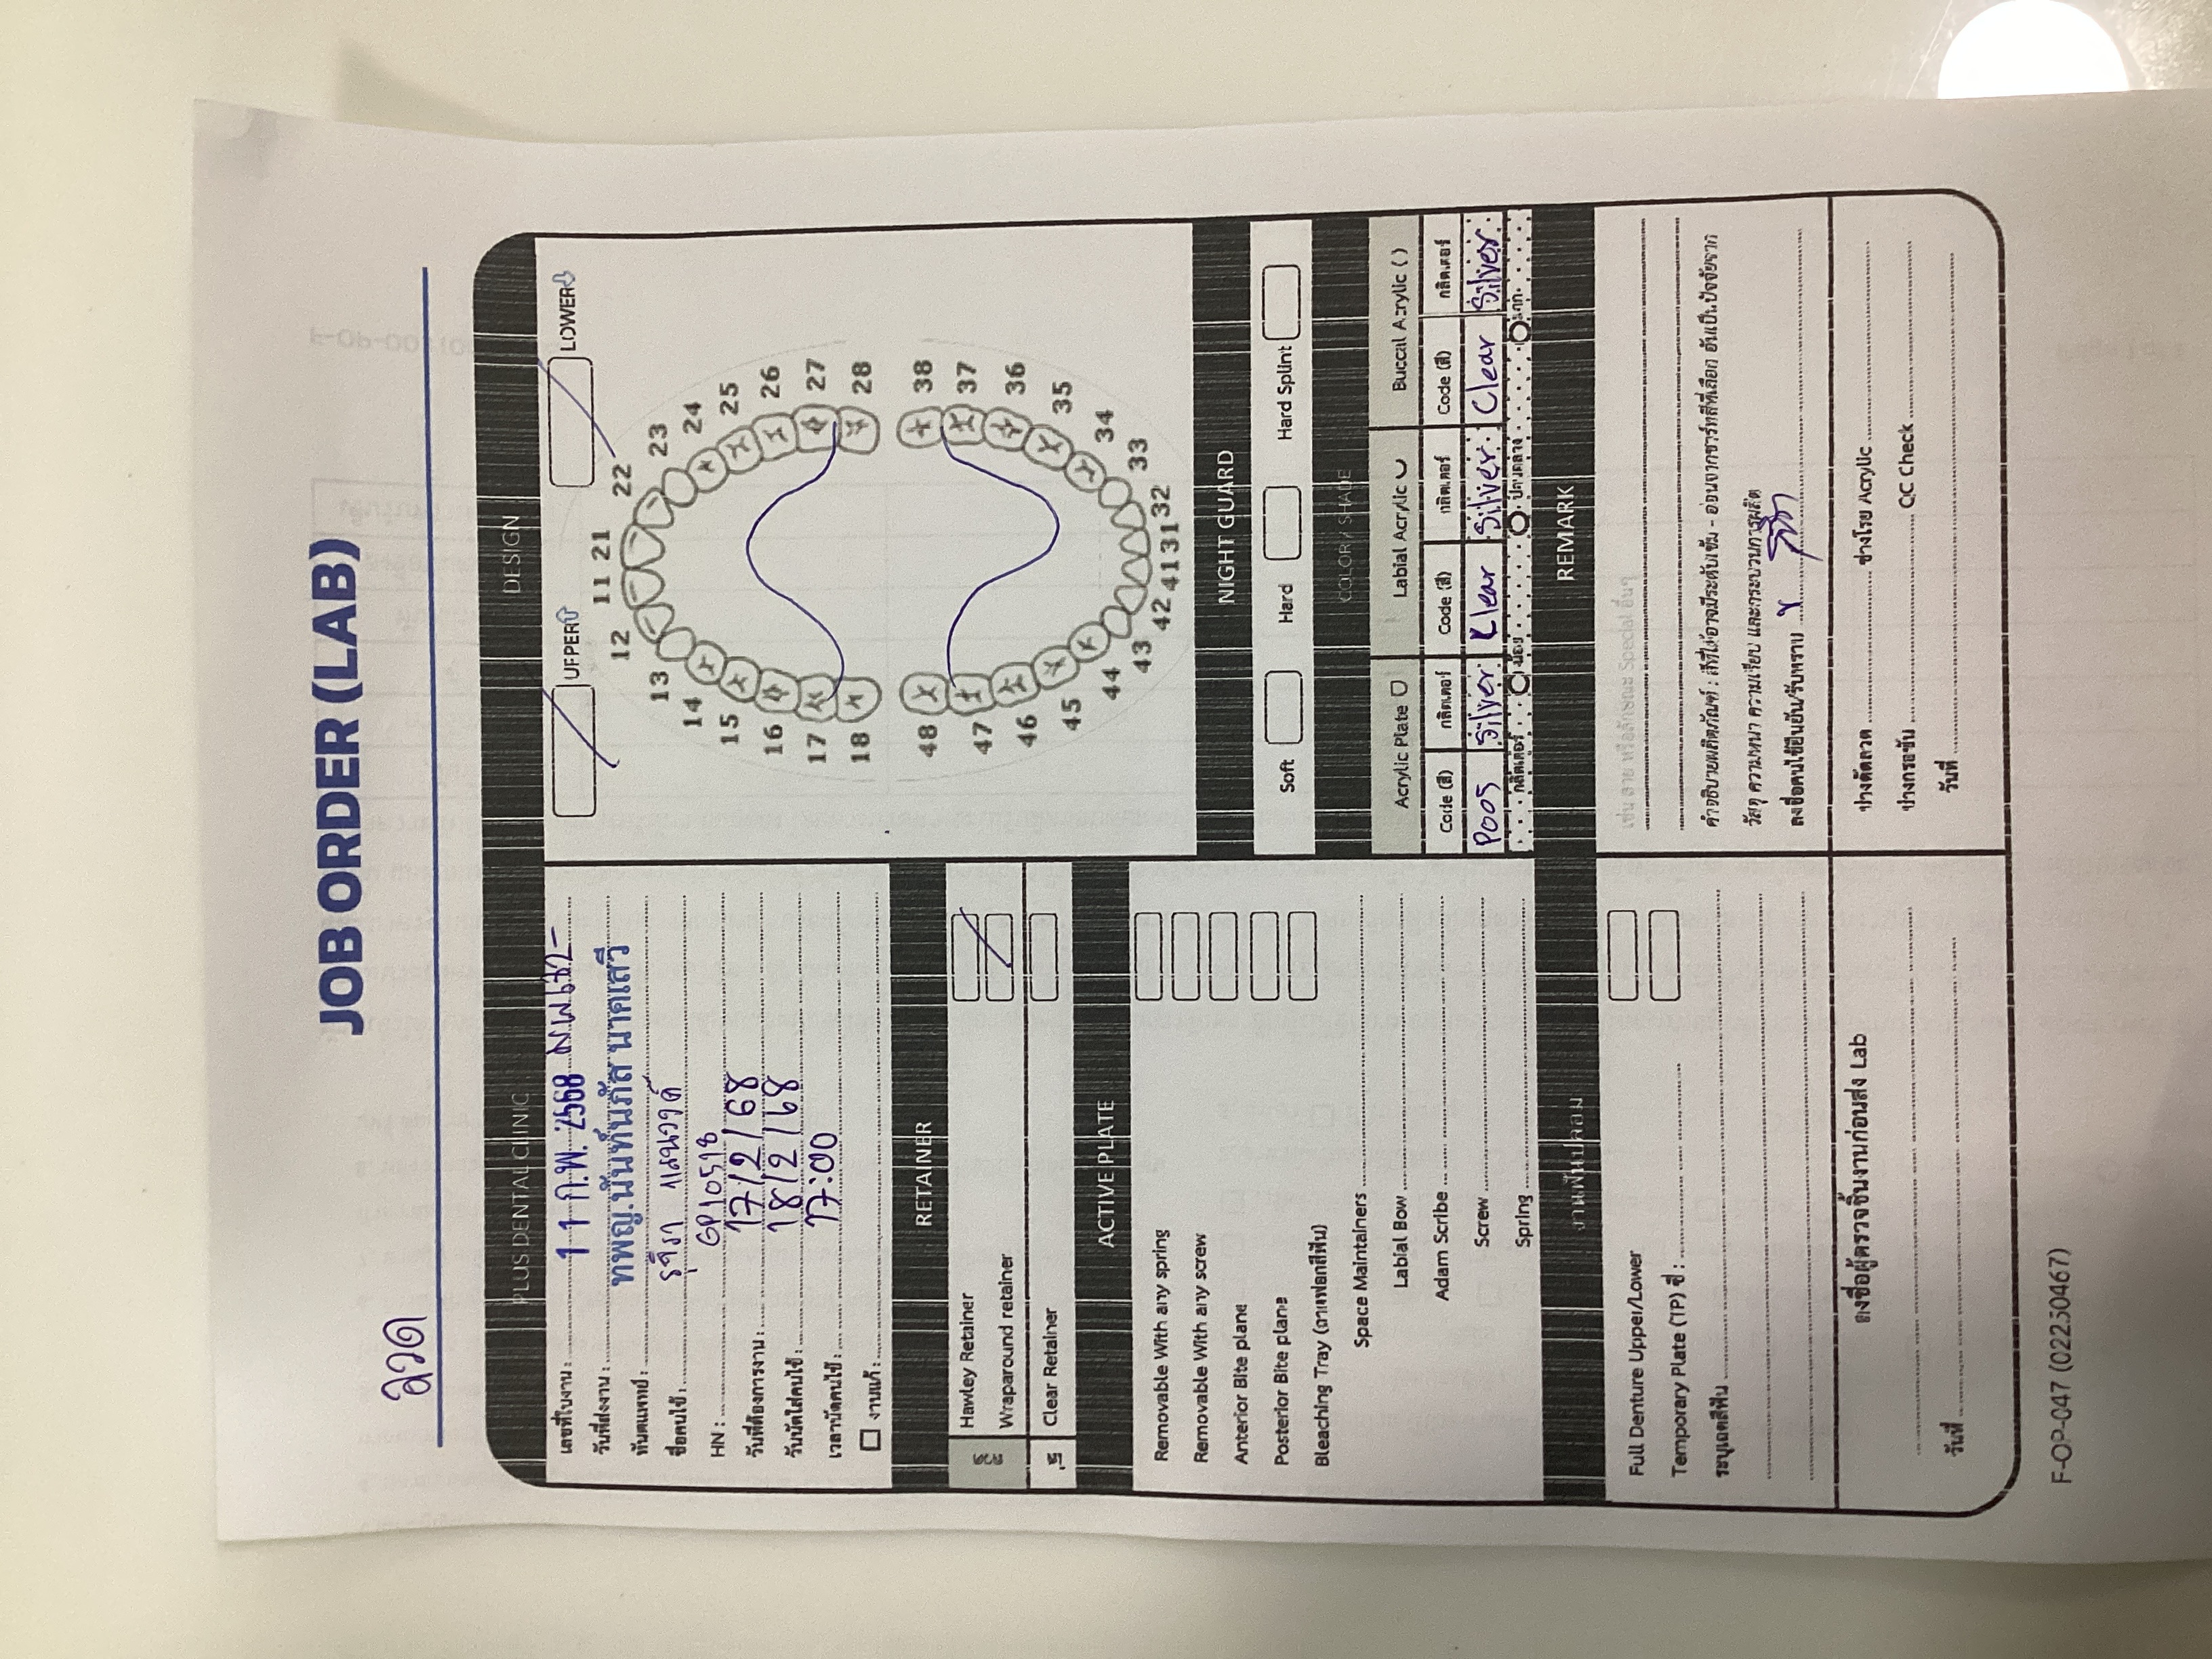 JOB ORDER (LAB)
ลวด
PLUS DENTAL CLINIC
เลขที่ใบงาน :
วันที่ส่งงาน : 11 ก.พ. 2568
ทันตแพทย์ : ทพญ.นันท์นภัส นาคเสวี
ชื่อคนไข้ : รุจิรา แสนวงค์
HN : GP10518
วันที่ต้องการงาน : 17/2/68
วันนัดใส่คนไข้ : 18/2/68
เวลานัดคนไข้ : 17:00
งานแก้ :
DESIGN
UPPER LOWER
11 21
12 22
13 23
14 24
15 25
16 26
17 27
18 28
48 38
47 37
46 36
45 35
44 34
43 33
42 41 31 32
RETAINER
ลวด
Hawley Retainer
Wraparound retainer
ใส
Clear Retainer
ACTIVE PLATE
Removable With any spring
Removable With any screw
Anterior Bite plane
Posterior Bite plane
Bleaching Tray (ถาดฟอกสีฟัน)
Space Maintainers
Labial Bow
Adam Scribe
Screw
Spring
NIGHT GUARD
Soft Hard Hard Splint
COLOR / SHADE
Acrylic Plate Labial Acrylic Buccal Acrylic ( )
Code (สี) กลิตเตอร์ Code (สี) กลิตเตอร์ Code (สี) กลิตเตอร์
P005 Silver Clear Silver Clear Silver
กลิตเตอร์ น้อย ปานกลาง มาก
งานฟันปลอม
Full Denture Upper/Lower
Temporary Plate (TP) ซี่ :
ระบุเฉดสีฟัน
REMARK
เช่น ลาย หรือลักษณะ Special อื่นๆ
คำอธิบายผลิตภัณฑ์ : สีที่ได้อาจมีระดับเข้ม - อ่อนจากชาร์ทสีที่เลือก อันเป็นปัจจัยจาก
วัสดุ ความหนา ความเรียบ และกระบวนการผลิต
ลงชื่อคนไข้ยืนยัน/รับทราบ
ลงชื่อผู้ตรวจชิ้นงานก่อนส่ง Lab
วันที่
ช่างดัดลวด ช่างโรย Acrylic
ช่างกรอขัน QC Check
วันที่
F-OP-047 (02250467)